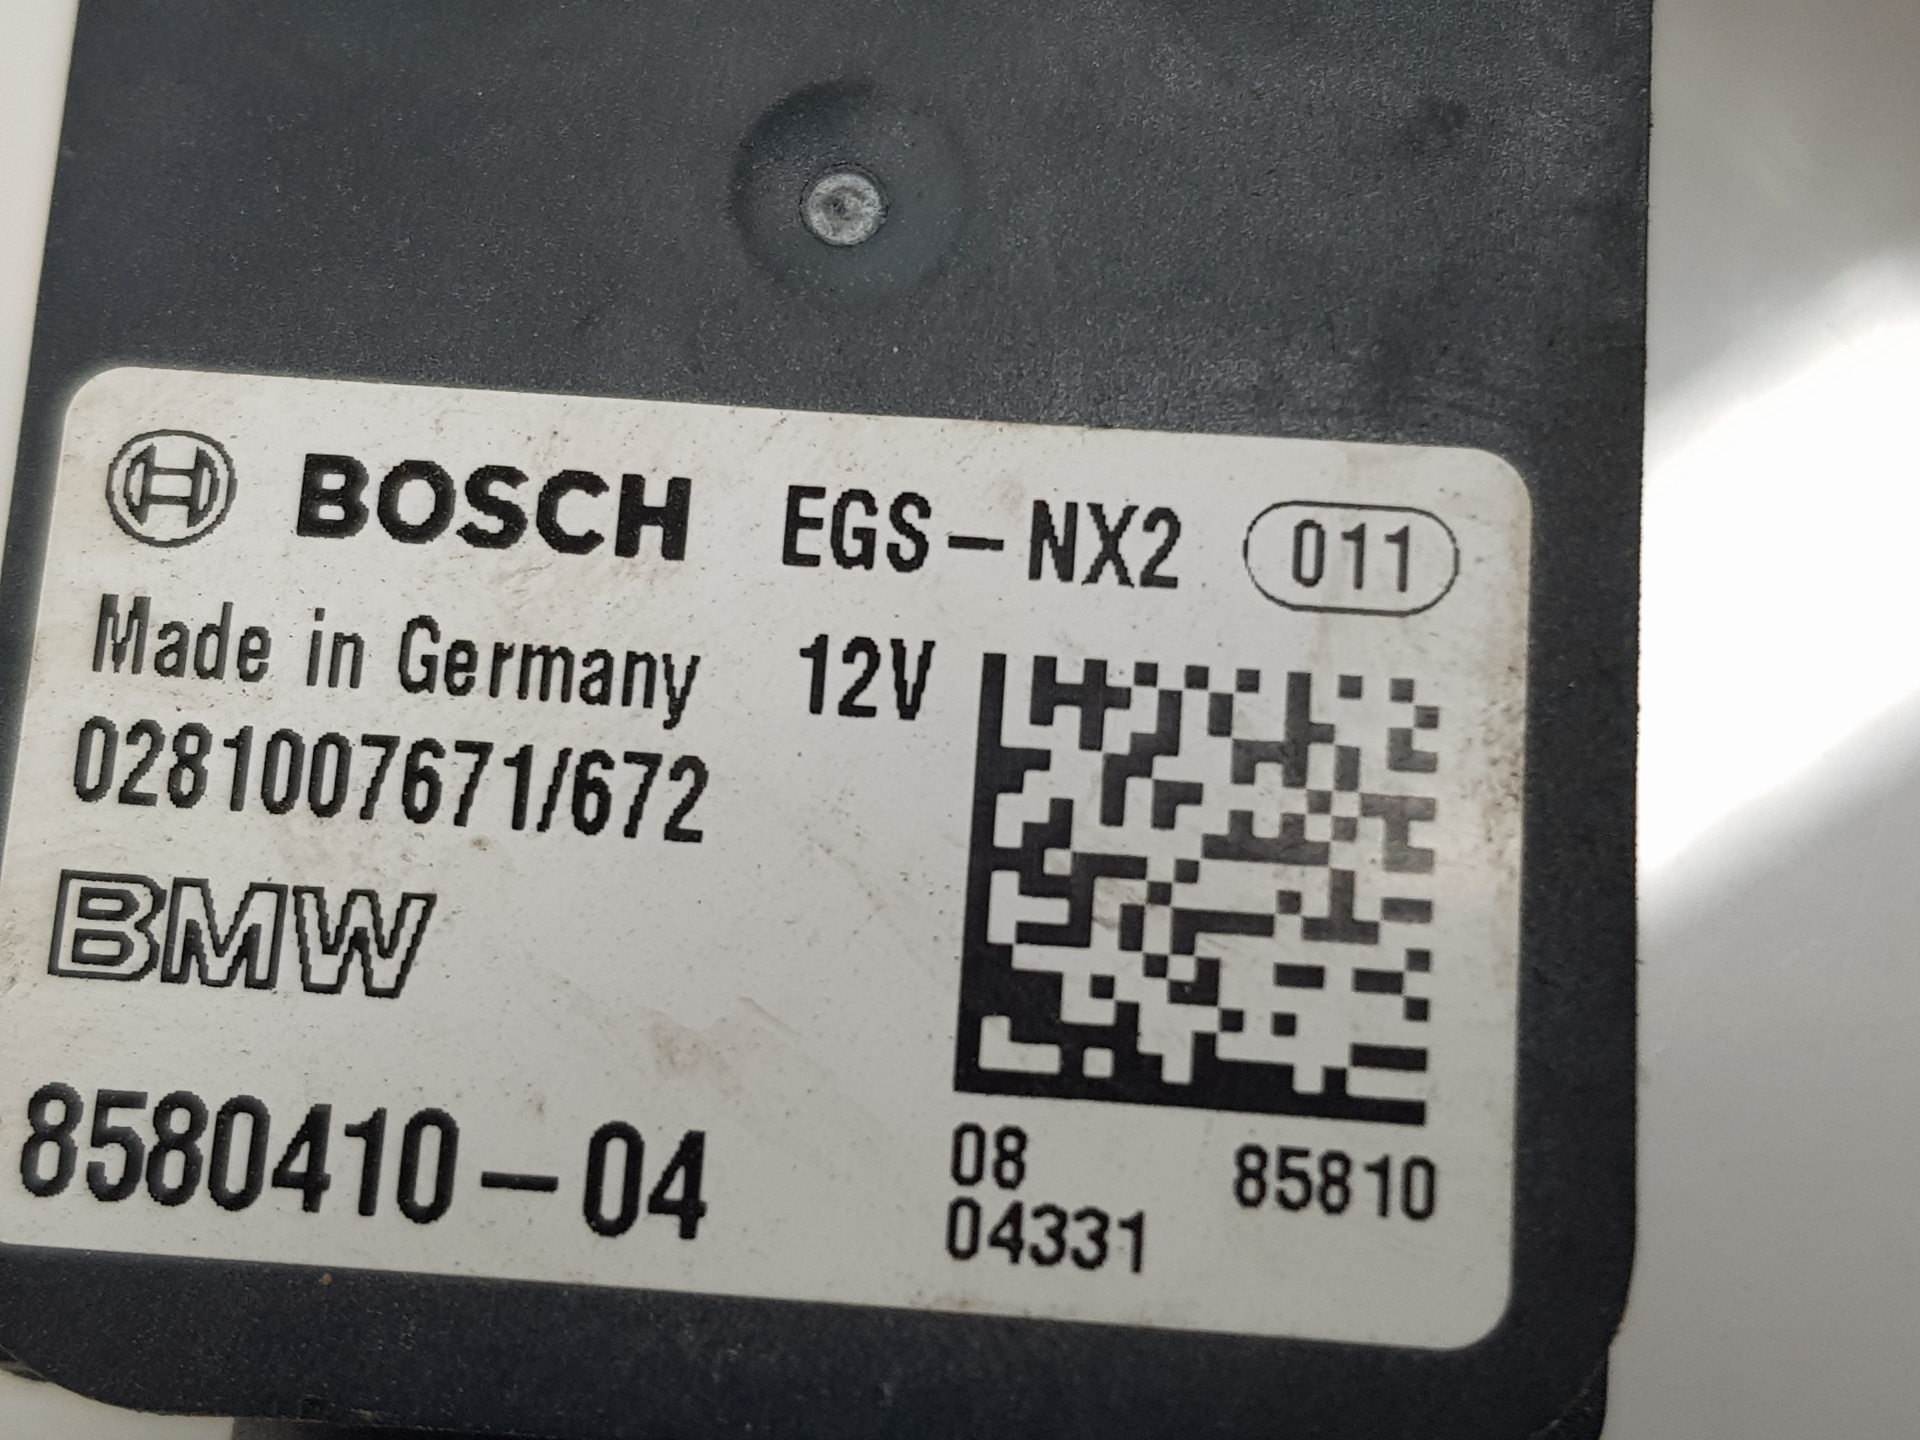 BOSCH EGS-NX2 011
Made in Germany 12V
0281007671/672
BMW
8580410-04
08 85810
04331